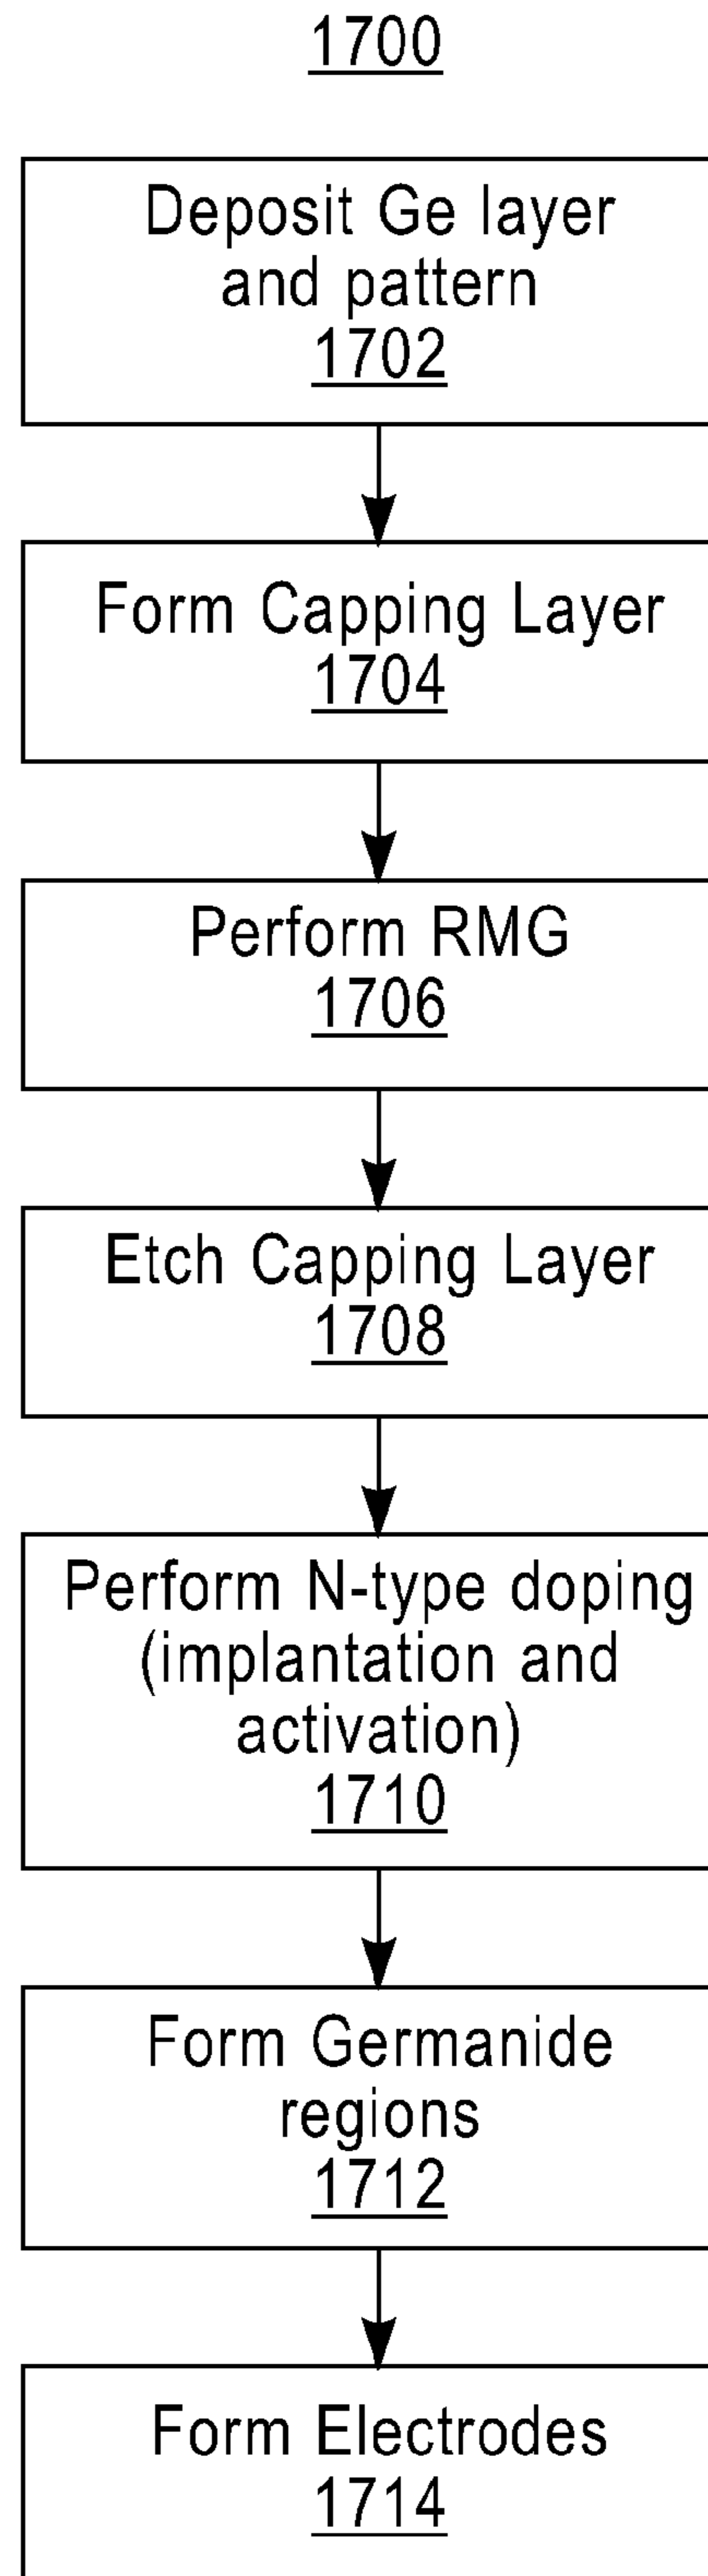 1700
Deposit Ge layer
and pattern
1702
Form Capping Layer
1704
Perform RMG
1706
Etch Capping Layer
1708
Perform N-type doping
(implantation and
activation)
1710
Form Germanide
regions
1712
Form Electrodes
1714